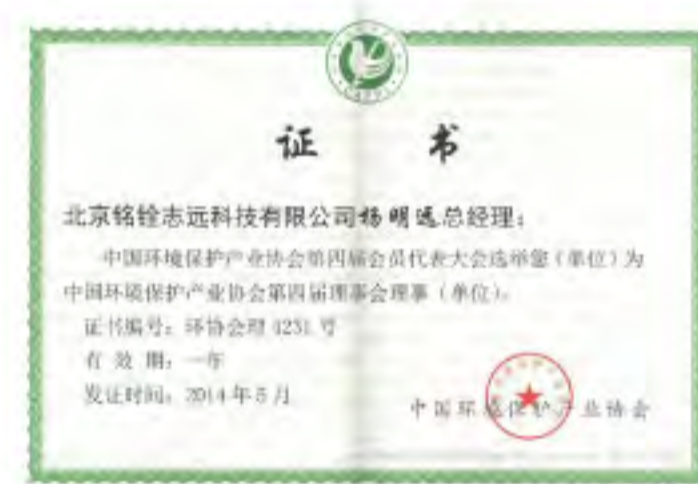 证 书
北京铭铨志远科技有限公司杨明远总经理：
中国环境保护产业协会第四届会员代表大会选举您（单位）为
中国环境保护产业协会第四届理事会理事（单位）。
证书编号：环协会理 4231 号
有 效 期：一年
发证时间：2014 年 5 月
中国环境保护产业协会